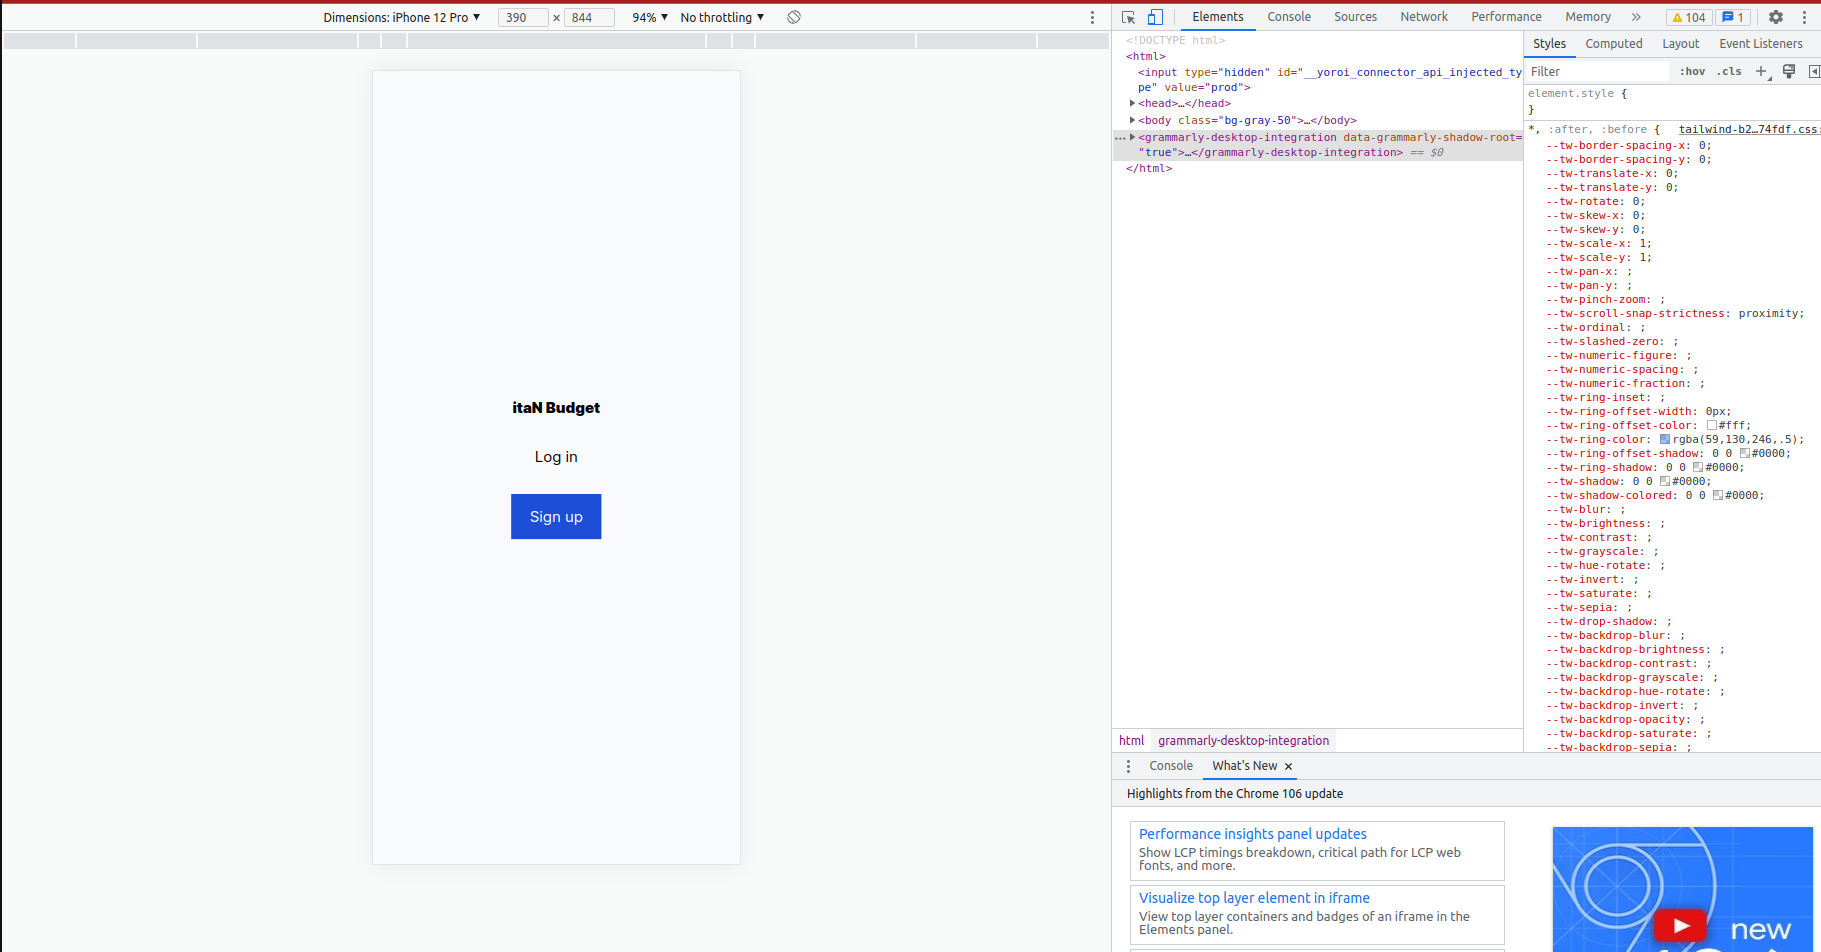 Dimensions: iPhone 12 Pro ▼ 390 × 844 94% ▼ No throttling ▼
Elements Console Sources Network Performance Memory » 104 1
<!DOCTYPE html>
<html>
<input type="hidden" id="__yoroi_connector_api_injected_ty
pe" value="prod">
<head>…</head>
<body class="bg-gray-50">…</body>
<grammarly-desktop-integration data-grammarly-shadow-root=
"true">…</grammarly-desktop-integration> == $0
</html>
itaN Budget
Log in
Sign up
Styles Computed Layout Event Listeners
Filter :hov .cls +
element.style {
}
*, :after, :before { tailwind-b2…74fdf.css:
--tw-border-spacing-x: 0;
--tw-border-spacing-y: 0;
--tw-translate-x: 0;
--tw-translate-y: 0;
--tw-rotate: 0;
--tw-skew-x: 0;
--tw-skew-y: 0;
--tw-scale-x: 1;
--tw-scale-y: 1;
--tw-pan-x: ;
--tw-pan-y: ;
--tw-pinch-zoom: ;
--tw-scroll-snap-strictness: proximity;
--tw-ordinal: ;
--tw-slashed-zero: ;
--tw-numeric-figure: ;
--tw-numeric-spacing: ;
--tw-numeric-fraction: ;
--tw-ring-inset: ;
--tw-ring-offset-width: 0px;
--tw-ring-offset-color: #fff;
--tw-ring-color: rgba(59,130,246,.5);
--tw-ring-offset-shadow: 0 0 #0000;
--tw-ring-shadow: 0 0 #0000;
--tw-shadow: 0 0 #0000;
--tw-shadow-colored: 0 0 #0000;
--tw-blur: ;
--tw-brightness: ;
--tw-contrast: ;
--tw-grayscale: ;
--tw-hue-rotate: ;
--tw-invert: ;
--tw-saturate: ;
--tw-sepia: ;
--tw-drop-shadow: ;
--tw-backdrop-blur: ;
--tw-backdrop-brightness: ;
--tw-backdrop-contrast: ;
--tw-backdrop-grayscale: ;
--tw-backdrop-hue-rotate: ;
--tw-backdrop-invert: ;
--tw-backdrop-opacity: ;
--tw-backdrop-saturate: ;
--tw-backdrop-sepia: ;
html grammarly-desktop-integration
Console What's New ×
Highlights from the Chrome 106 update
Performance insights panel updates
Show LCP timings breakdown, critical path for LCP web
fonts, and more.
Visualize top layer element in iframe
View top layer containers and badges of an iframe in the
Elements panel.
new